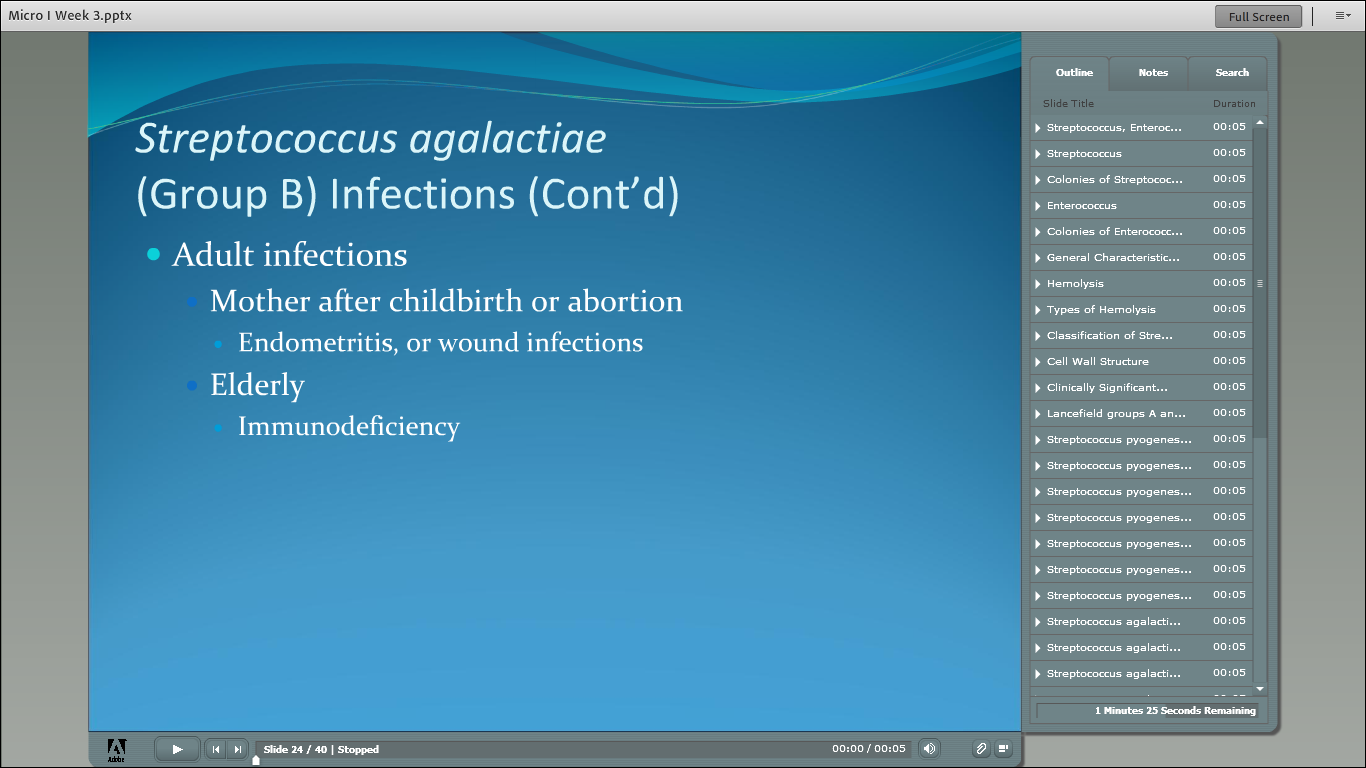 Micro I Week 3.pptx
Full Screen
Streptococcus agalactiae
(Group B) Infections (Cont’d)
Adult infections
Mother after childbirth or abortion
Endometritis, or wound infections
Elderly
Immunodeficiency
Outline Notes Search
Slide Title Duration
Streptococcus, Enteroc... 00:05
Streptococcus 00:05
Colonies of Streptococ... 00:05
Enterococcus 00:05
Colonies of Enterococc... 00:05
General Characteristic... 00:05
Hemolysis 00:05
Types of Hemolysis 00:05
Classification of Stre... 00:05
Cell Wall Structure 00:05
Clinically Significant... 00:05
Lancefield groups A an... 00:05
Streptococcus pyogenes... 00:05
Streptococcus pyogenes... 00:05
Streptococcus pyogenes... 00:05
Streptococcus pyogenes... 00:05
Streptococcus pyogenes... 00:05
Streptococcus pyogenes... 00:05
Streptococcus pyogenes... 00:05
Streptococcus agalacti... 00:05
Streptococcus agalacti... 00:05
Streptococcus agalacti... 00:05
1 Minutes 25 Seconds Remaining
Adobe
Slide 24 / 40 | Stopped
00:00 / 00:05